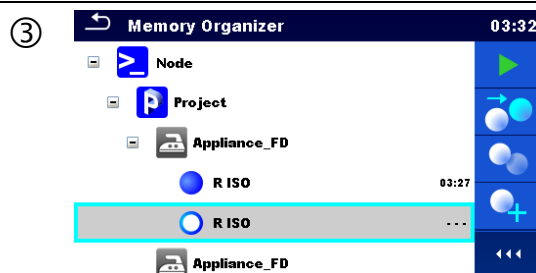 ③
Memory Organizer 03:32
Node
Project
Appliance_FD
R ISO 03:27
R ISO ---
Appliance_FD